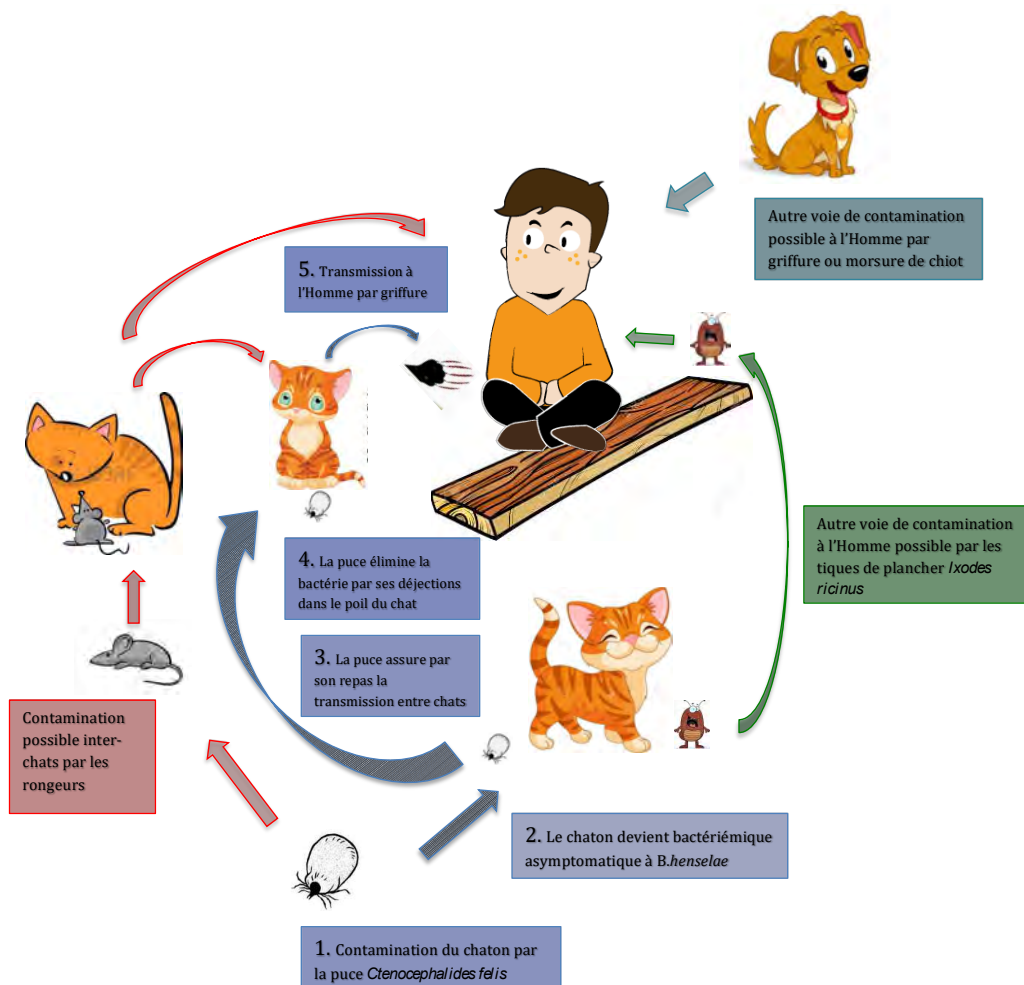 Autre voie de contamination
possible à l'Homme par
griffure ou morsure de chiot
5. Transmission à
l'Homme par griffure
Autre voie de contamination
à l'Homme possible par les
tiques de plancher Ixodes
ricinus
4. La puce élimine la
bactérie par ses déjections
dans le poil du chat
3. La puce assure par
son repas la
transmission entre chats
Contamination
possible inter-
chats par les
rongeurs
2. Le chaton devient bactériémique
asymptomatique à B.henselae
1. Contamination du chaton par
la puce Ctenocephalides felis